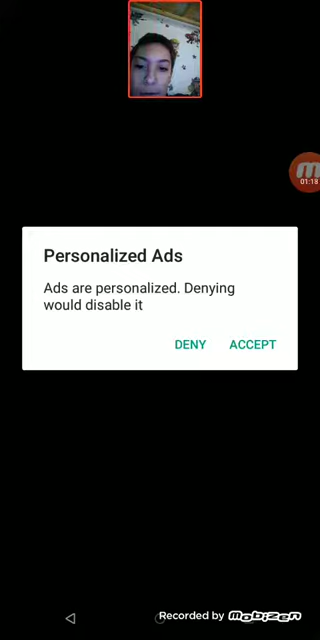 01:18
Personalized Ads
Ads are personalized. Denying
would disable it
DENY ACCEPT
Recorded by mobizen